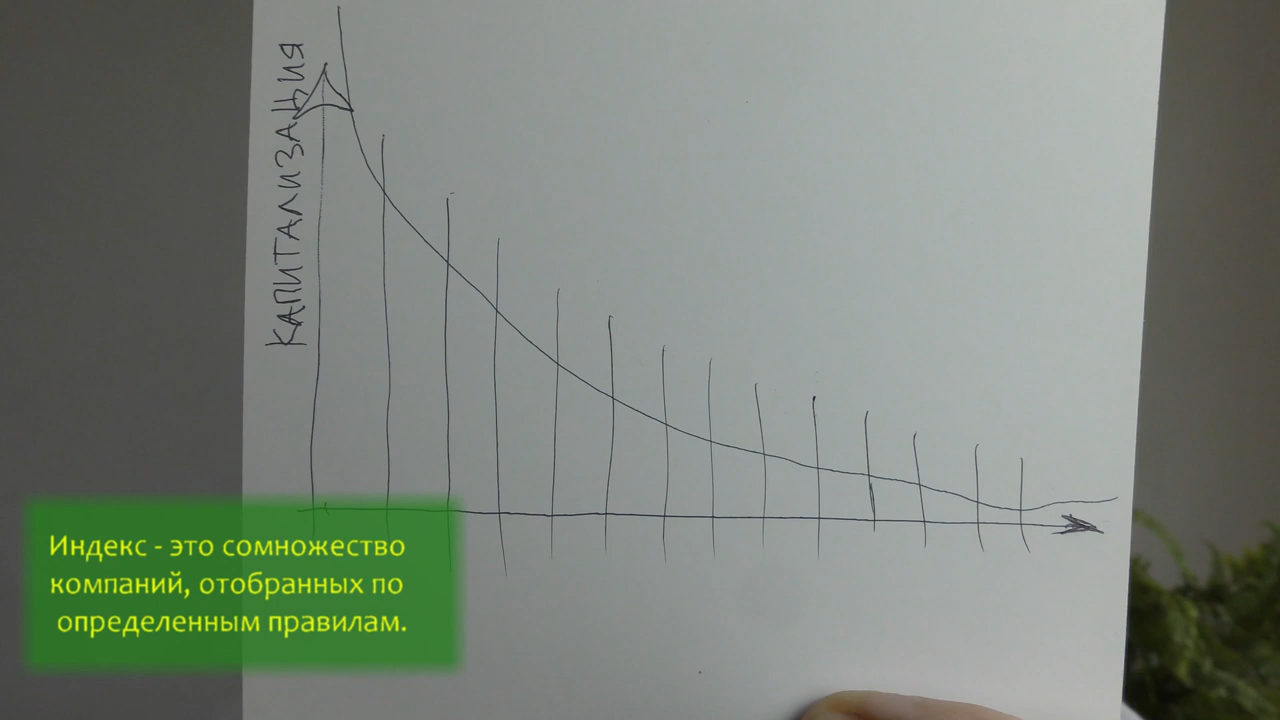 КАПИТАЛИЗАЦИЯ
Индекс - это сомножество
компаний, отобранных по
определенным правилам.